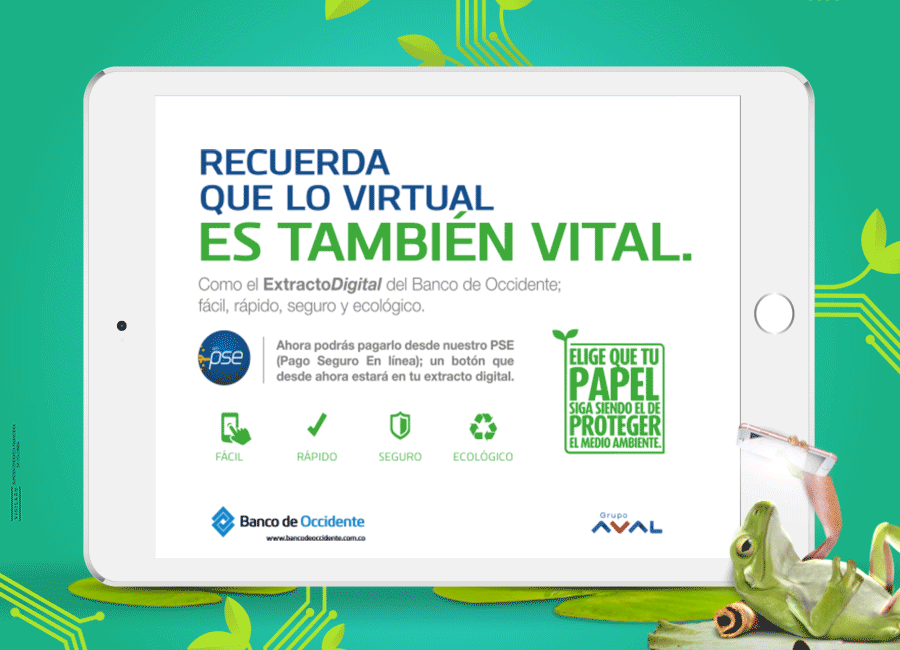 RECUERDA
QUE LO VIRTUAL
ES TAMBIÉN VITAL.
Como el ExtractoDigital del Banco de Occidente;
fácil, rápido, seguro y ecológico.
pse
Ahora podrás pagarlo desde nuestro PSE
(Pago Seguro En línea); un botón que
desde ahora estará en tu extracto digital.
ELIGE QUE TU
PAPEL
SIGA SIENDO EL DE
PROTEGER
EL MEDIO AMBIENTE.
FÁCIL
RÁPIDO
SEGURO
ECOLÓGICO
Banco de Occidente
www.bancodeoccidente.com.co
Grupo
AVAL